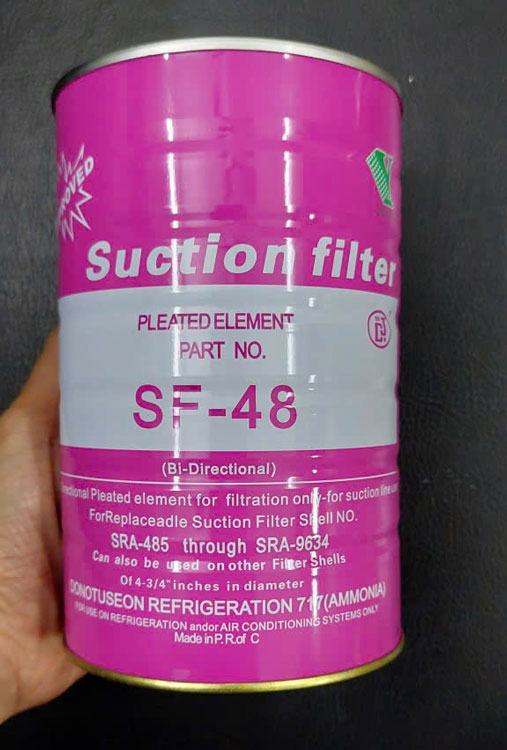 Suction filter
PLEATED ELEMENT
PART NO.
SF-48
(Bi-Directional)
Pleated element for filtration only-for suction line
ForReplaceadle Suction Filter Shell NO.
SRA-485 through SRA-9634
Can also be used on other Filter Shells
Of 4-3/4" inches in diameter
DONOTUSEON REFRIGERATION 717(AMMONIA)
FOR USE ON REFRIGERATION andor AIR CONDITIONING SYSTEMS ONLY
Made in P.R.of C